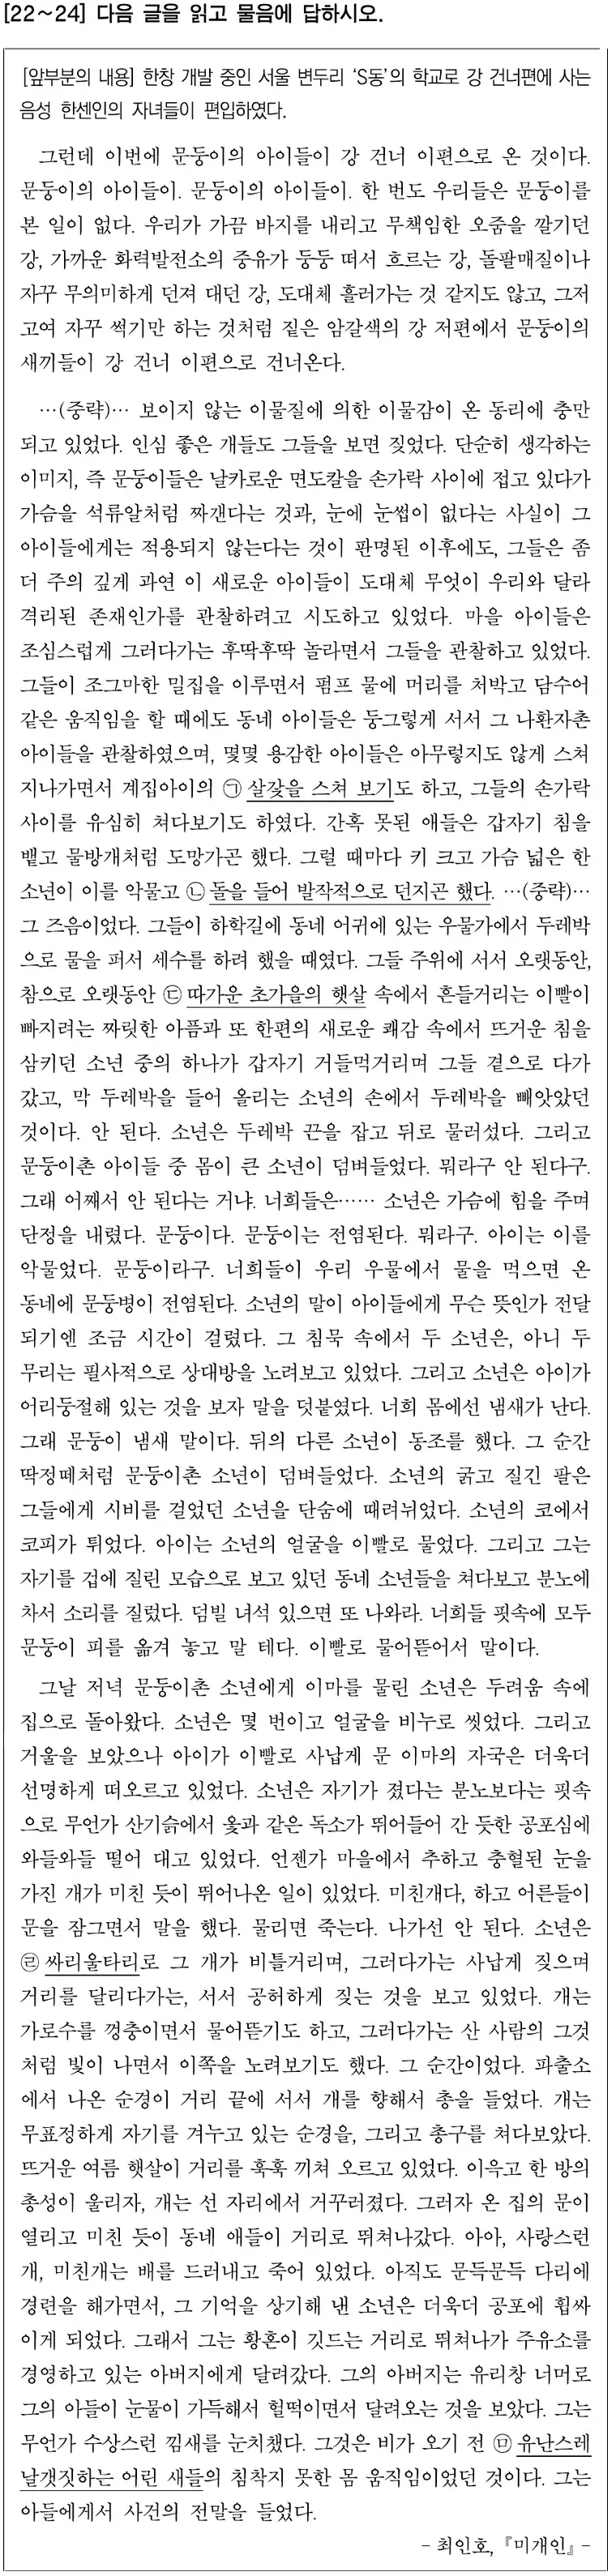 [22～24] 다음 글을 읽고 물음에 답하시오.
[앞부분의 내용] 한창 개발 중인 서울 변두리 ‘S동’의 학교로 강 건너편에 사는
음성 한센인의 자녀들이 편입하였다.
그런데 이번에 문둥이의 아이들이 강 건너 이편으로 온 것이다.
문둥이의 아이들이. 문둥이의 아이들이. 한 번도 우리들은 문둥이를
본 일이 없다. 우리가 가끔 바지를 내리고 무책임한 오줌을 깔기던
강, 가까운 화력발전소의 중유가 둥둥 떠서 흐르는 강, 돌팔매질이나
자꾸 무의미하게 던져 대던 강, 도대체 흘러가는 것 같지도 않고, 그저
고여 자꾸 썩기만 하는 것처럼 짙은 암갈색의 강 저편에서 문둥이의
새끼들이 강 건너 이편으로 건너온다.
…(중략)… 보이지 않는 이물질에 의한 이물감이 온 동리에 충만
되고 있었다. 인심 좋은 개들도 그들을 보면 짖었다. 단순히 생각하는
이미지, 즉 문둥이들은 날카로운 면도칼을 손가락 사이에 접고 있다가
가슴을 석류알처럼 짜갠다는 것과, 눈에 눈썹이 없다는 사실이 그
아이들에게는 적용되지 않는다는 것이 판명된 이후에도, 그들은 좀
더 주의 깊게 과연 이 새로운 아이들이 도대체 무엇이 우리와 달라
격리된 존재인가를 관찰하려고 시도하고 있었다. 마을 아이들은
조심스럽게 그러다가는 후딱후딱 놀라면서 그들을 관찰하고 있었다.
그들이 조그마한 밀집을 이루면서 펌프 물에 머리를 처박고 담수어
같은 움직임을 할 때에도 동네 아이들은 둥그렇게 서서 그 나환자촌
아이들을 관찰하였으며, 몇몇 용감한 아이들은 아무렇지도 않게 스쳐
지나가면서 계집아이의 ㉠ 살갗을 스쳐 보기도 하고, 그들의 손가락
사이를 유심히 쳐다보기도 하였다. 간혹 못된 애들은 갑자기 침을
뱉고 물방개처럼 도망가곤 했다. 그럴 때마다 키 크고 가슴 넓은 한
소년이 이를 악물고 ㉡ 돌을 들어 발작적으로 던지곤 했다. …(중략)…
그 즈음이었다. 그들이 하학길에 동네 어귀에 있는 우물가에서 두레박
으로 물을 퍼서 세수를 하려 했을 때였다. 그들 주위에 서서 오랫동안,
참으로 오랫동안 ㉢ 따가운 초가을의 햇살 속에서 흔들거리는 이빨이
빠지려는 짜릿한 아픔과 또 한편의 새로운 쾌감 속에서 뜨거운 침을
삼키던 소년 중의 하나가 갑자기 거들먹거리며 그들 곁으로 다가
갔고, 막 두레박을 들어 올리는 소년의 손에서 두레박을 빼앗았던
것이다. 안 된다. 소년은 두레박 끈을 잡고 뒤로 물러섰다. 그리고
문둥이촌 아이들 중 몸이 큰 소년이 덤벼들었다. 뭐라구 안 된다구.
그래 어째서 안 된다는 거냐. 너희들은…… 소년은 가슴에 힘을 주며
단정을 내렸다. 문둥이다. 문둥이는 전염된다. 뭐라구. 아이는 이를
악물었다. 문둥이라구. 너희들이 우리 우물에서 물을 먹으면 온
동네에 문둥병이 전염된다. 소년의 말이 아이들에게 무슨 뜻인가 전달
되기엔 조금 시간이 걸렸다. 그 침묵 속에서 두 소년은, 아니 두
무리는 필사적으로 상대방을 노려보고 있었다. 그리고 소년은 아이가
어리둥절해 있는 것을 보자 말을 덧붙였다. 너희 몸에선 냄새가 난다.
그래 문둥이 냄새 말이다. 뒤의 다른 소년이 동조를 했다. 그 순간
딱정떼처럼 문둥이촌 소년이 덤벼들었다. 소년의 굵고 질긴 팔은
그들에게 시비를 걸었던 소년을 단숨에 때려뉘었다. 소년의 코에서
코피가 튀었다. 아이는 소년의 얼굴을 이빨로 물었다. 그리고 그는
자기를 겁에 질린 모습으로 보고 있던 동네 소년들을 쳐다보고 분노에
차서 소리를 질렀다. 덤빌 녀석 있으면 또 나와라. 너희들 핏속에 모두
문둥이 피를 옮겨 놓고 말 테다. 이빨로 물어뜯어서 말이다.
그날 저녁 문둥이촌 소년에게 이마를 물린 소년은 두려움 속에
집으로 돌아왔다. 소년은 몇 번이고 얼굴을 비누로 씻었다. 그리고
거울을 보았으나 아이가 이빨로 사납게 문 이마의 자국은 더욱더
선명하게 떠오르고 있었다. 소년은 자기가 졌다는 분노보다는 핏속
으로 무언가 산기슭에서 옻과 같은 독소가 뛰어들어 간 듯한 공포심에
와들와들 떨어 대고 있었다. 언젠가 마을에서 추하고 충혈된 눈을
가진 개가 미친 듯이 뛰어나온 일이 있었다. 미친개다, 하고 어른들이
문을 잠그면서 말을 했다. 물리면 죽는다. 나가선 안 된다. 소년은
㉣ 싸리울타리로 그 개가 비틀거리며, 그러다가는 사납게 짖으며
거리를 달리다가는, 서서 공허하게 짖는 것을 보고 있었다. 개는
가로수를 껑충이면서 물어뜯기도 하고, 그러다가는 산 사람의 그것
처럼 빛이 나면서 이쪽을 노려보기도 했다. 그 순간이었다. 파출소
에서 나온 순경이 거리 끝에 서서 개를 향해서 총을 들었다. 개는
무표정하게 자기를 겨누고 있는 순경을, 그리고 총구를 쳐다보았다.
뜨거운 여름 햇살이 거리를 훅훅 끼쳐 오르고 있었다. 이윽고 한 방의
총성이 울리자, 개는 선 자리에서 거꾸러졌다. 그러자 온 집의 문이
열리고 미친 듯이 동네 애들이 거리로 뛰쳐나갔다. 아아, 사랑스런
개, 미친개는 배를 드러내고 죽어 있었다. 아직도 문득문득 다리에
경련을 해가면서, 그 기억을 상기해 낸 소년은 더욱더 공포에 휩싸
이게 되었다. 그래서 그는 황혼이 깃드는 거리로 뛰쳐나가 주유소를
경영하고 있는 아버지에게 달려갔다. 그의 아버지는 유리창 너머로
그의 아들이 눈물이 가득해서 헐떡이면서 달려오는 것을 보았다. 그는
무언가 수상스런 낌새를 눈치챘다. 그것은 비가 오기 전 ㉤ 유난스레
날갯짓하는 어린 새들의 침착지 못한 몸 움직임이었던 것이다. 그는
아들에게서 사건의 전말을 들었다.
- 최인호, 『미개인』 -